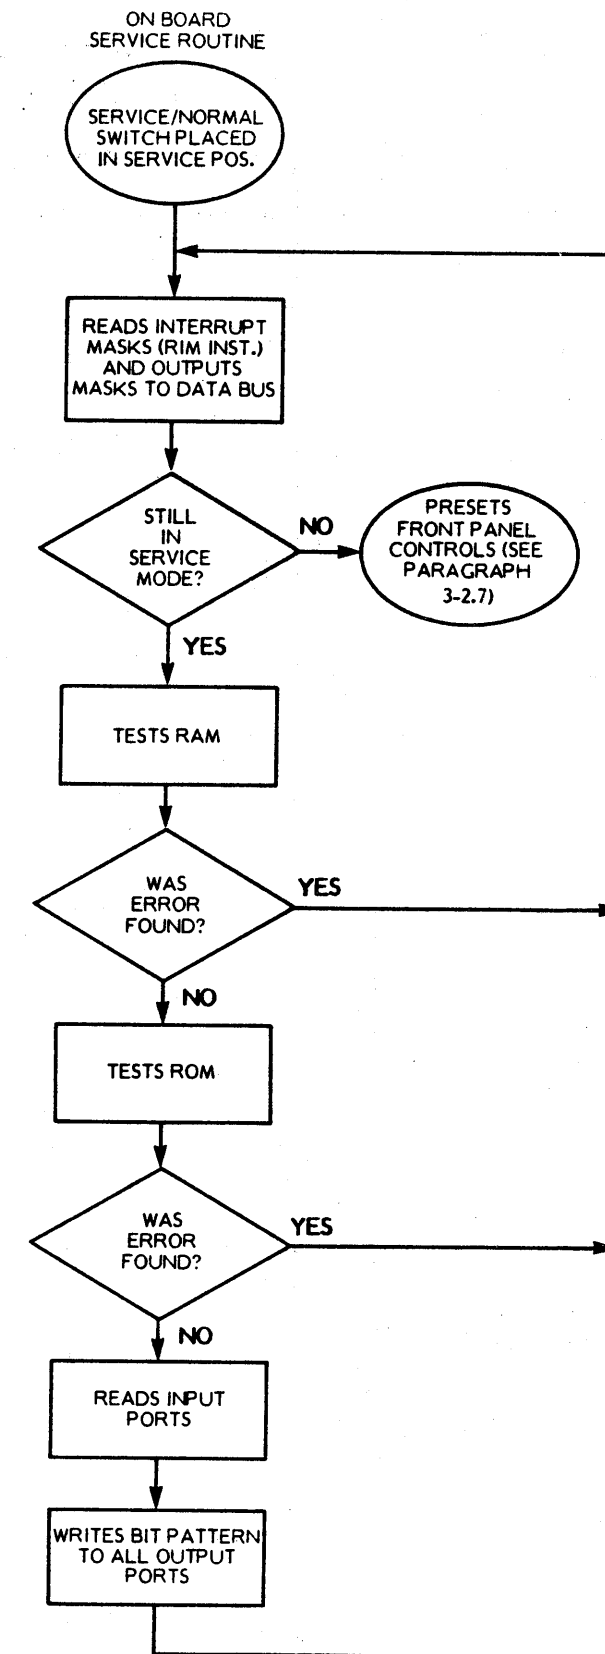 ON BOARD
SERVICE ROUTINE
SERVICE/NORMAL
SWITCH PLACED
IN SERVICE POS.
READS INTERRUPT
MASKS (RIM INST.)
AND OUTPUTS
MASKS TO DATA BUS
STILL
IN
SERVICE
MODE?
NO
PRESETS
FRONT PANEL
CONTROLS (SEE
PARAGRAPH
3-2.7)
YES
TESTS RAM
WAS
ERROR
FOUND?
YES
NO
TESTS ROM
WAS
ERROR
FOUND?
YES
NO
READS INPUT
PORTS
WRITES BIT PATTERN
TO ALL OUTPUT
PORTS